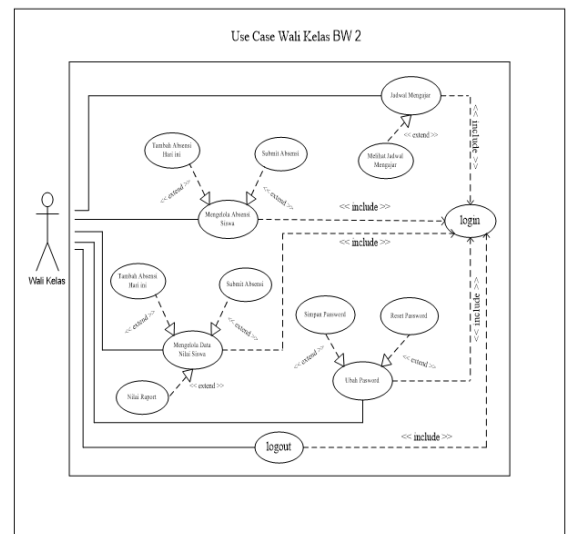 Use Case Wali Kelas BW 2
Jadwal Mengajar
<< include >>
<< extend >>
Melihat Jadwal
Mengajar
Tambah Absensi
Hari ini
Submit Absensi
<< extend >>
<< extend >>
Mengelola Absensi
Siswa
<< include >>
login
Wali Kelas
<< include >>
Tambah Absensi
Hari ini
Submit Absensi
<< extend >>
<< extend >>
Mengelola Data
Nilai Siswa
Nilai Raport
<< extend >>
Simpan Password
Reset Password
<< extend >>
<< extend >>
Ubah Pasword
<< include >>
logout
<< include >>